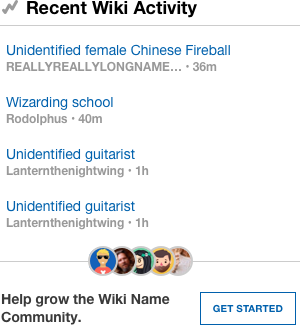 Recent Wiki Activity
Unidentified female Chinese Fireball
REALLYREALLYLONGNAME… • 36m
Wizarding school
Rodolphus • 40m
Unidentified guitarist
Lanternthenightwing • 1h
Unidentified guitarist
Lanternthenightwing • 1h
Help grow the Wiki Name
Community.
GET STARTED